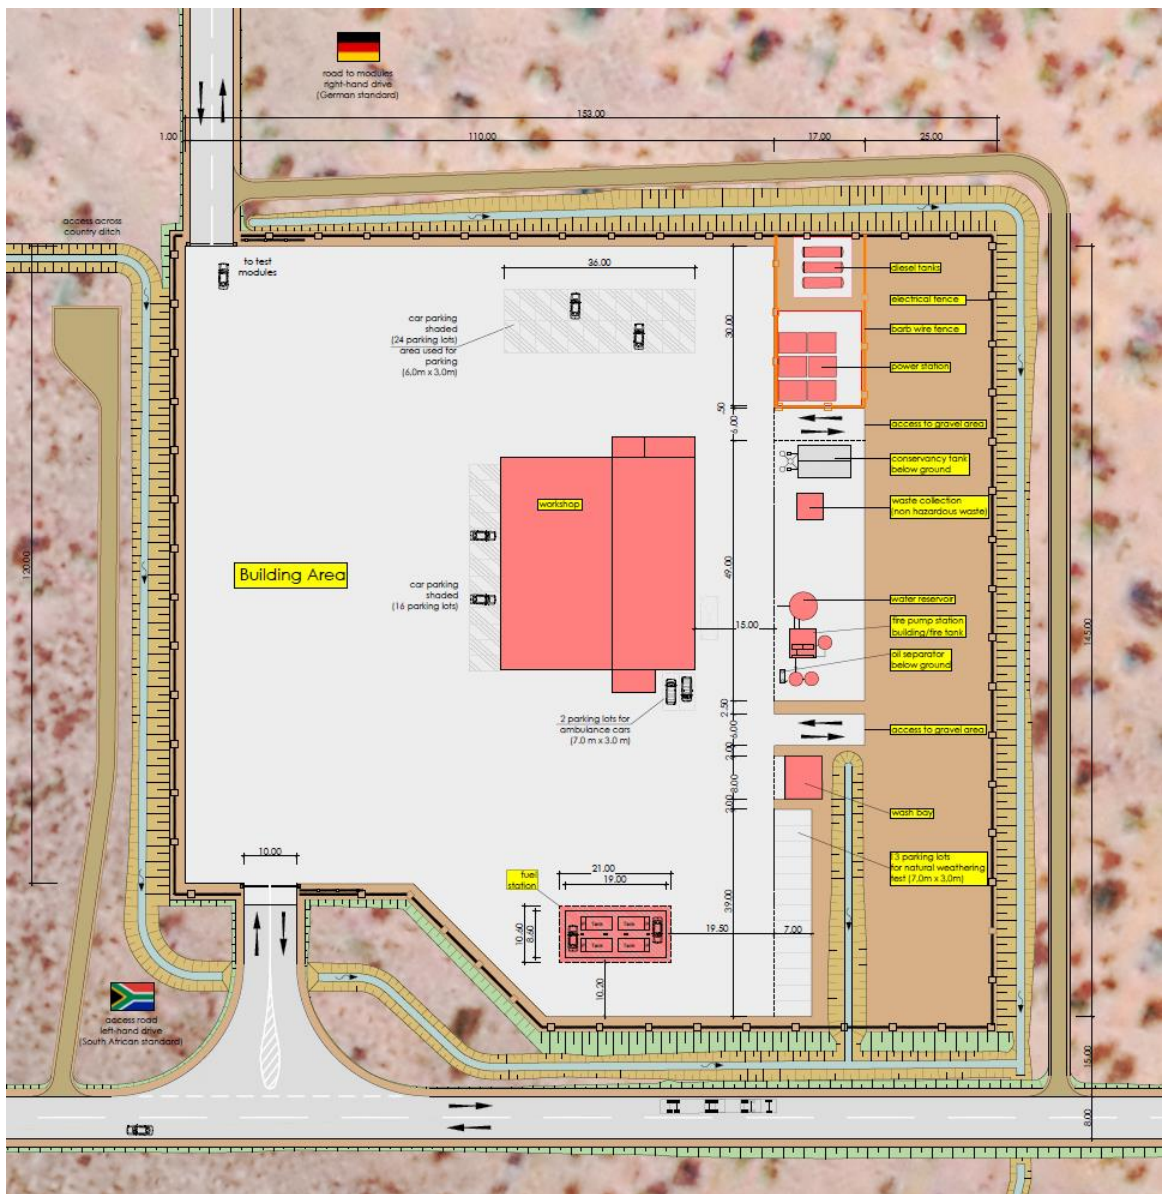 road to modules
right-hand drive
(German standard)
153.00
1.00
110.00
17.00
25.00
access across
country ditch
to test
modules
36.00
car parking
shaded
(24 parking lots)
area used for
parking
(6,0m x 3,0m)
30.00
diesel tanks
electrical fence
barb wire fence
power station
.50
6.00
access to gravel area
conservancy tank
below ground
waste collection
(non hazardous waste)
workshop
120.00
Building Area
car parking
shaded
(16 parking lots)
49.00
15.00
water reservoir
fire pump station
building/fire tank
oil separator
below ground
145.00
2 parking lots for
ambulance cars
(7.0 m x 3.0 m)
2.50
6.00
2.00
access to gravel area
8.00
2.00
wash bay
10.00
13 parking lots
for natural weathering
test (7,0m x 3,0m)
fuel
station
21.00
19.00
Tank
Tank
Tank
Tank
10.60
8.60
39.00
19.50
7.00
10.20
access road
left-hand drive
(South African standard)
15.00
8.00